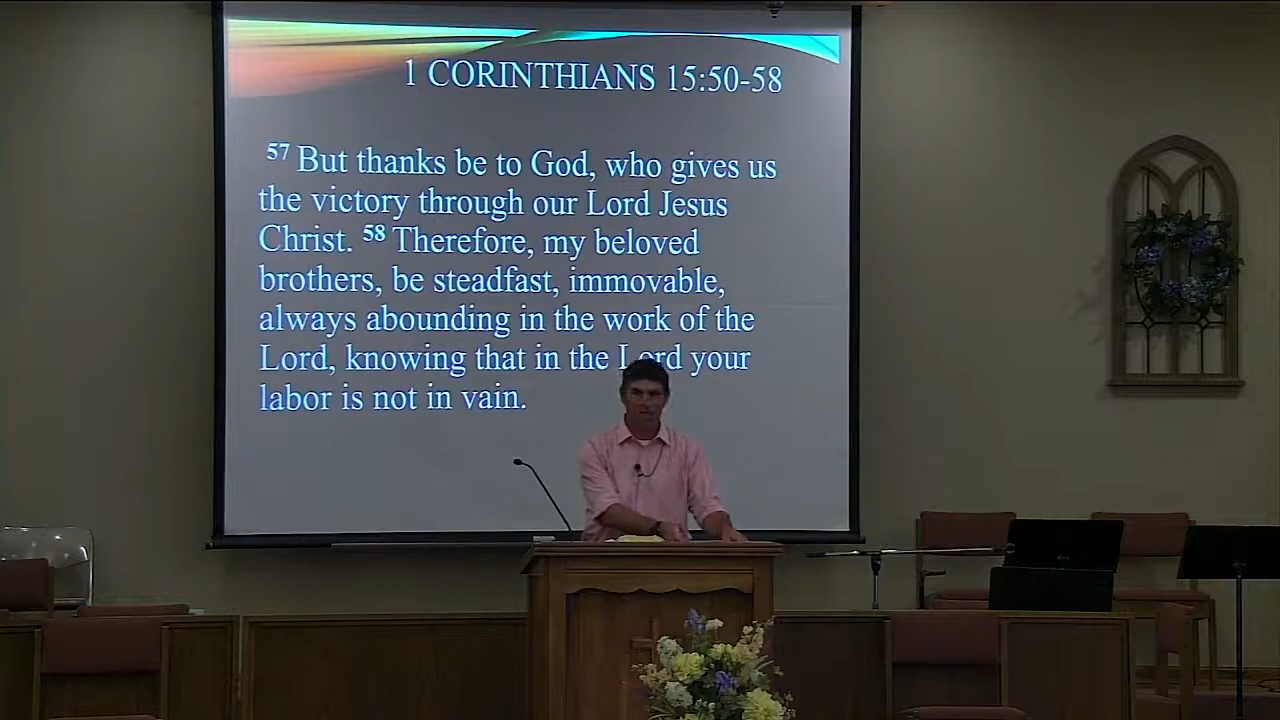 1 CORINTHIANS 15:50-58
57 But thanks be to God, who gives us
the victory through our Lord Jesus
Christ. 58 Therefore, my beloved
brothers, be steadfast, immovable,
always abounding in the work of the
Lord, knowing that in the Lord your
labor is not in vain.